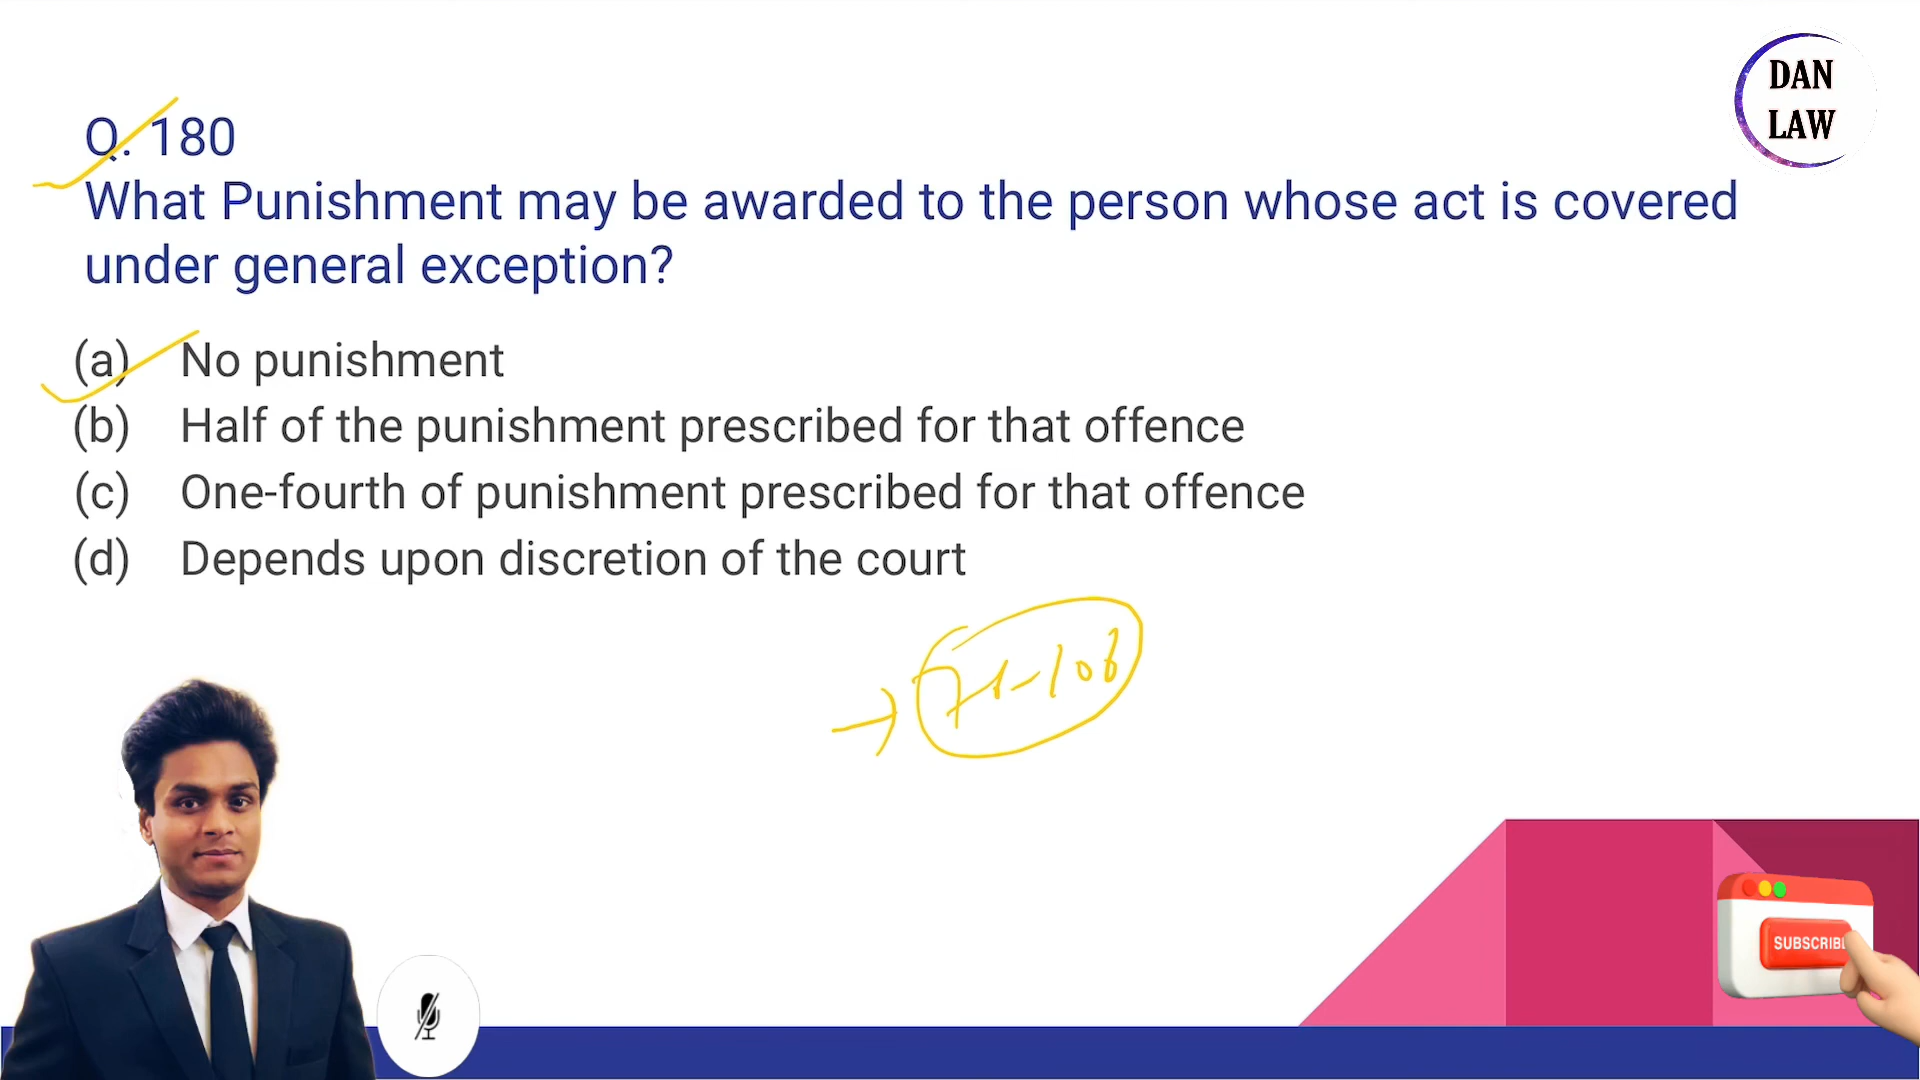 DAN
LAW
Q. 180
What Punishment may be awarded to the person whose act is covered
under general exception?
(a) No punishment
(b) Half of the punishment prescribed for that offence
(c) One-fourth of punishment prescribed for that offence
(d) Depends upon discretion of the court